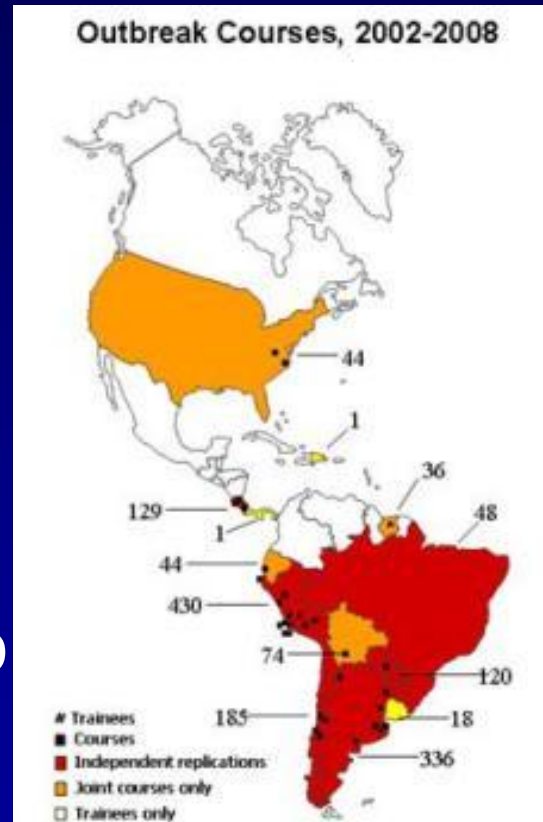 Outbreak Courses, 2002-2008
44
1
36
129
1
48
44
430
74
120
185
18
336
# Trainees
Courses
Independent replications
Joint courses only
Trainees only